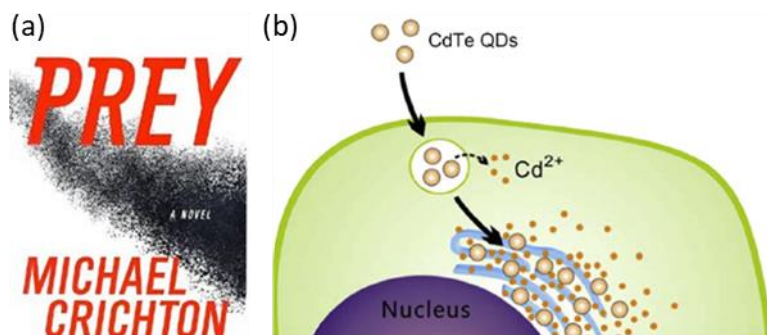 (a)
PREY
A NOVEL
MICHAEL
CRICHTON
(b)
CdTe QDs
Cd²⁺
Nucleus